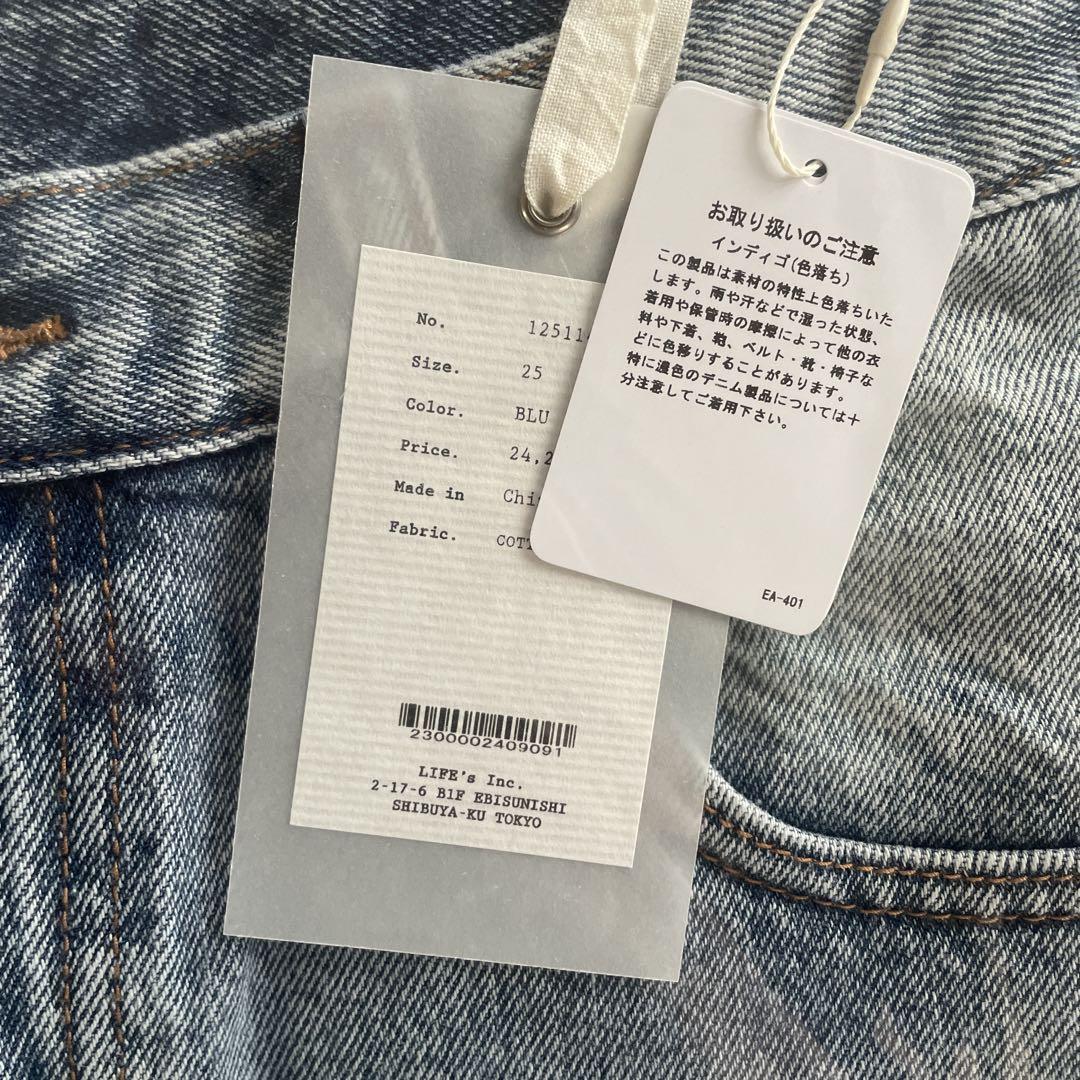 No. 12511
Size. 25
Color. BLU
Price. 24,2
Made in Chi
Fabric. COT
2300002409091
LIFE's Inc.
2-17-6 B1F EBISUNISHI
SHIBUYA-KU TOKYO
お取り扱いのご注意
インディゴ(色落ち)
この製品は素材の特性上色落ちいた
します。雨や汗などで湿った状態、
着用や保管時の摩擦によって他の衣
料や下着、鞄、ベルト・靴・椅子な
どに色移りすることがあります。
特に濃色のデニム製品については十
分注意してご着用下さい。
EA-401